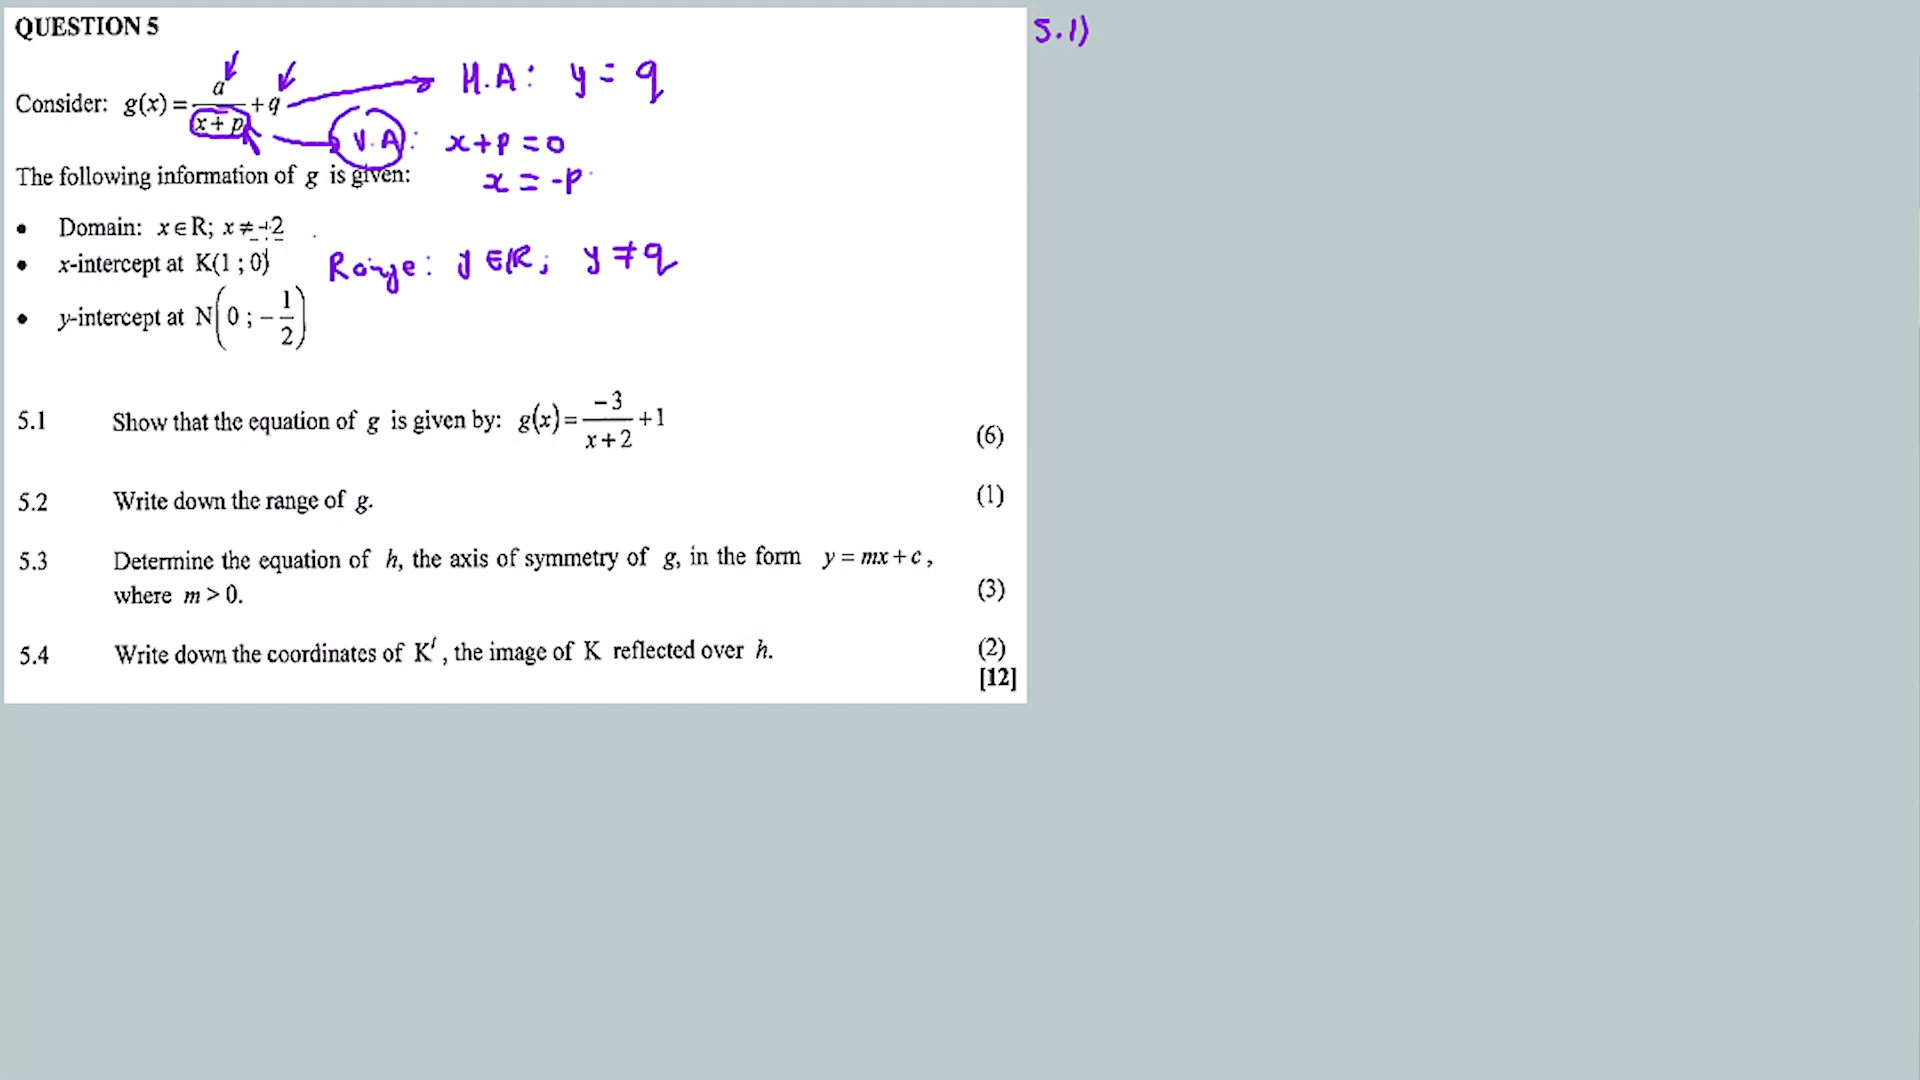 QUESTION 5
5.1)
H.A: y = q
Consider: g(x) = a/(x + p) + q
V.A: x+p = 0
The following information of g is given:
x = -p
• Domain: x ∈ R; x ≠ -2
• x-intercept at K(1 ; 0)
Range: y ∈ ℝ; y ≠ q
• y-intercept at N(0 ; -1/2)
5.1 Show that the equation of g is given by: g(x) = -3/(x+2) + 1 (6)
5.2 Write down the range of g. (1)
5.3 Determine the equation of h, the axis of symmetry of g, in the form y = mx + c,
where m > 0. (3)
5.4 Write down the coordinates of K′, the image of K reflected over h. (2)
[12]